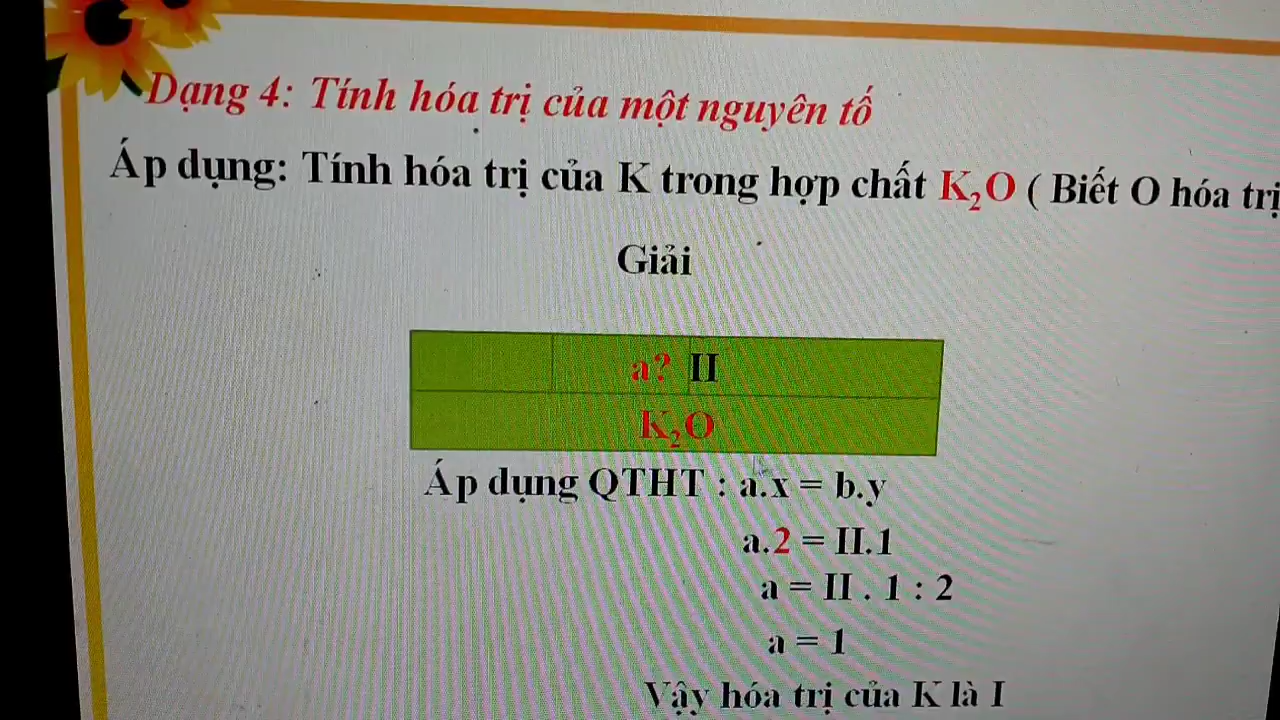 Dạng 4: Tính hóa trị của một nguyên tố
Áp dụng: Tính hóa trị của K trong hợp chất K₂O ( Biết O hóa trị
Giải
a? II
K₂O
Áp dụng QTHT : a.x = b.y
a.2 = II.1
a = II . 1 : 2
a = 1
Vậy hóa trị của K là I